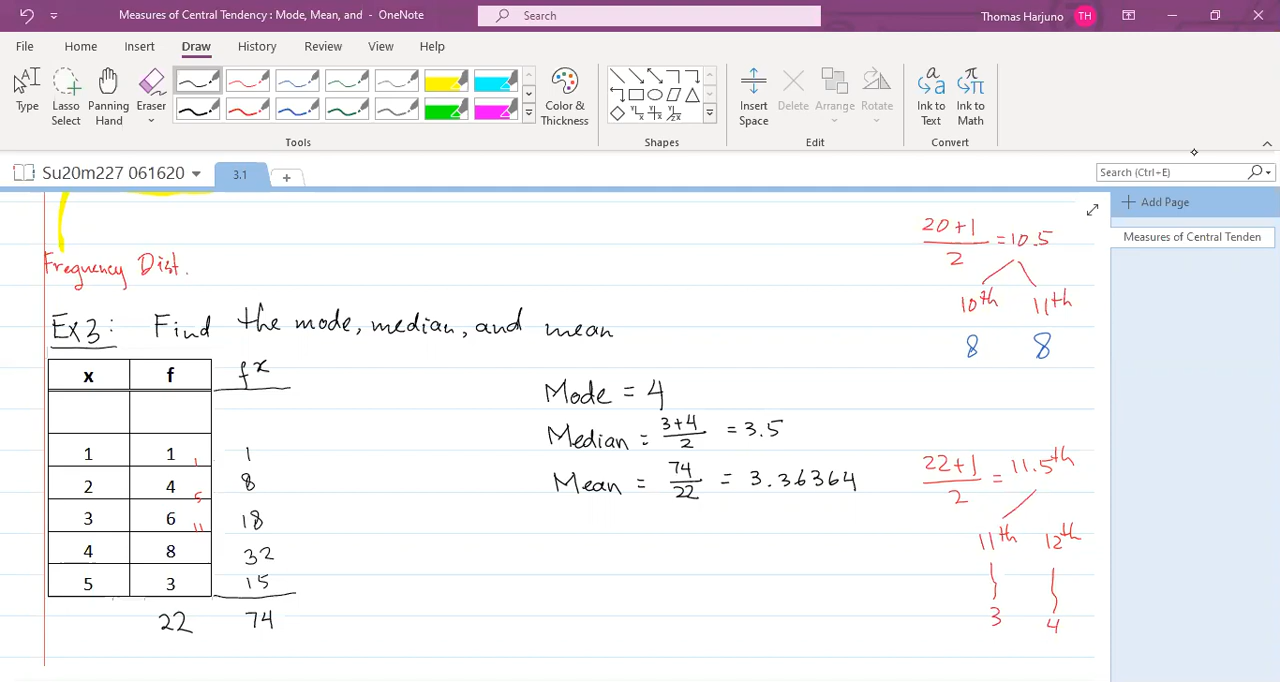 Measures of Central Tendency : Mode, Mean, and - OneNote
Search
Thomas Harjuno TH
File Home Insert Draw History Review View Help
Type Lasso Select Panning Hand Eraser
Color & Thickness
Insert Space Delete Arrange Rotate
Ink to Text Ink to Math
Tools Shapes Edit Convert
Su20m227 061620 3.1
Search (Ctrl+E)
Add Page
Measures of Central Tenden
20+1/2 = 10.5
10th 11th
8 8
Frequency Dist.
Ex3: Find the mode, median, and mean
x f fx
1 1 1 1
2 4 5 8
3 6 11 18
4 8 32
5 3 15
22 74
Mode = 4
Median = 3+4/2 = 3.5
Mean = 74/22 = 3.36364
22+1/2 = 11.5th
11th 12th
3 4